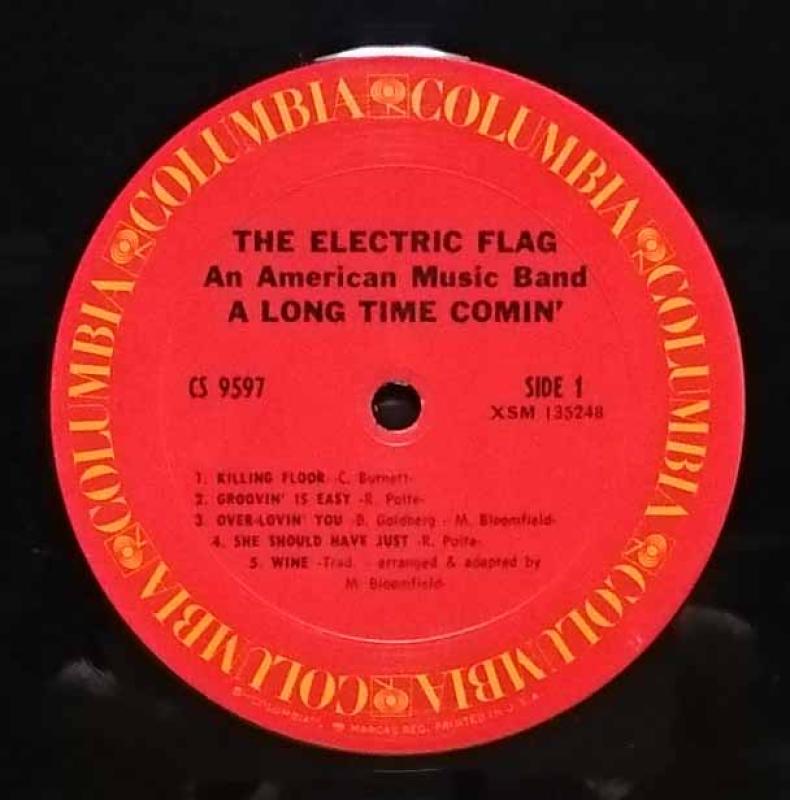 COLUMBIA COLUMBIA COLUMBIA COLUMBIA COLUMBIA COLUMBIA
THE ELECTRIC FLAG
An American Music Band
A LONG TIME COMIN'
CS 9597
SIDE 1
XSM 135248
1. KILLING FLOOR -C. Burnett-
2. GROOVIN' IS EASY -R. Polte-
3. OVER-LOVIN' YOU -B. Goldberg - M. Bloomfield-
4. SHE SHOULD HAVE JUST -R. Polte-
5. WINE -Trad. - arranged & adapted by
M. Bloomfield-
"COLUMBIA", MARCAS REG. PRINTED IN U.S.A.